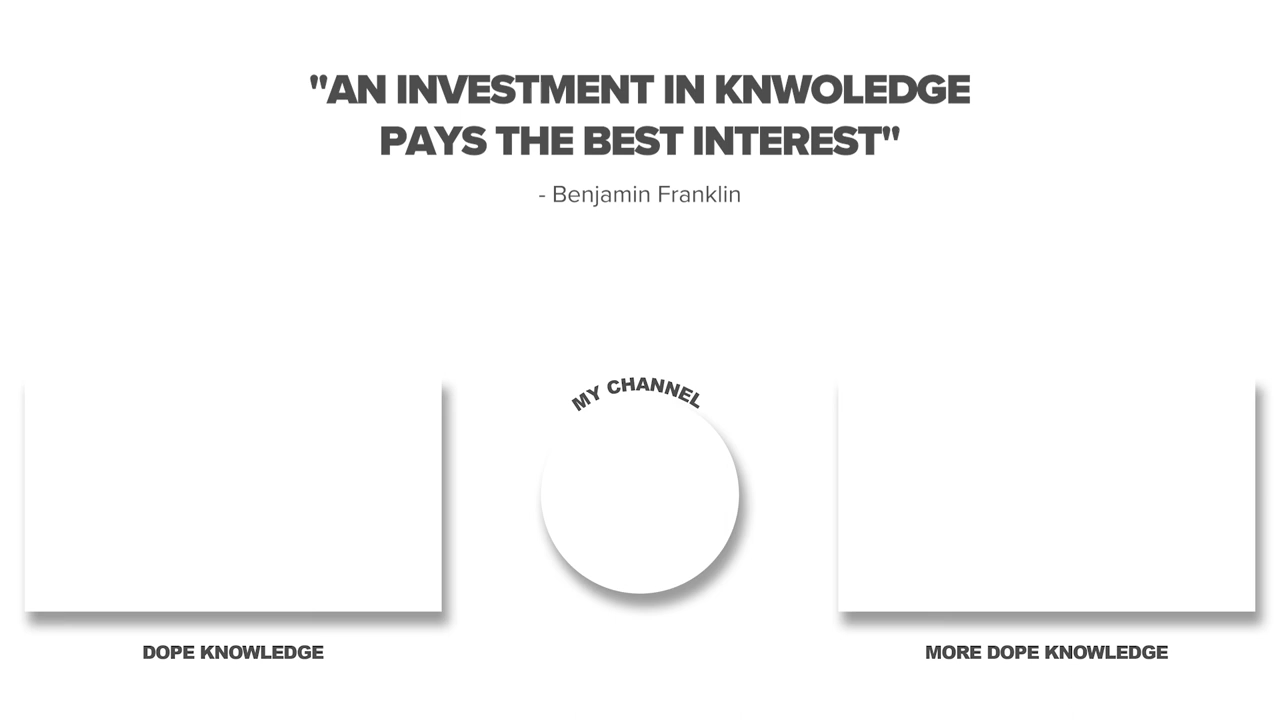 "AN INVESTMENT IN KNWOLEDGE
PAYS THE BEST INTEREST"
- Benjamin Franklin
MY CHANNEL
DOPE KNOWLEDGE
MORE DOPE KNOWLEDGE